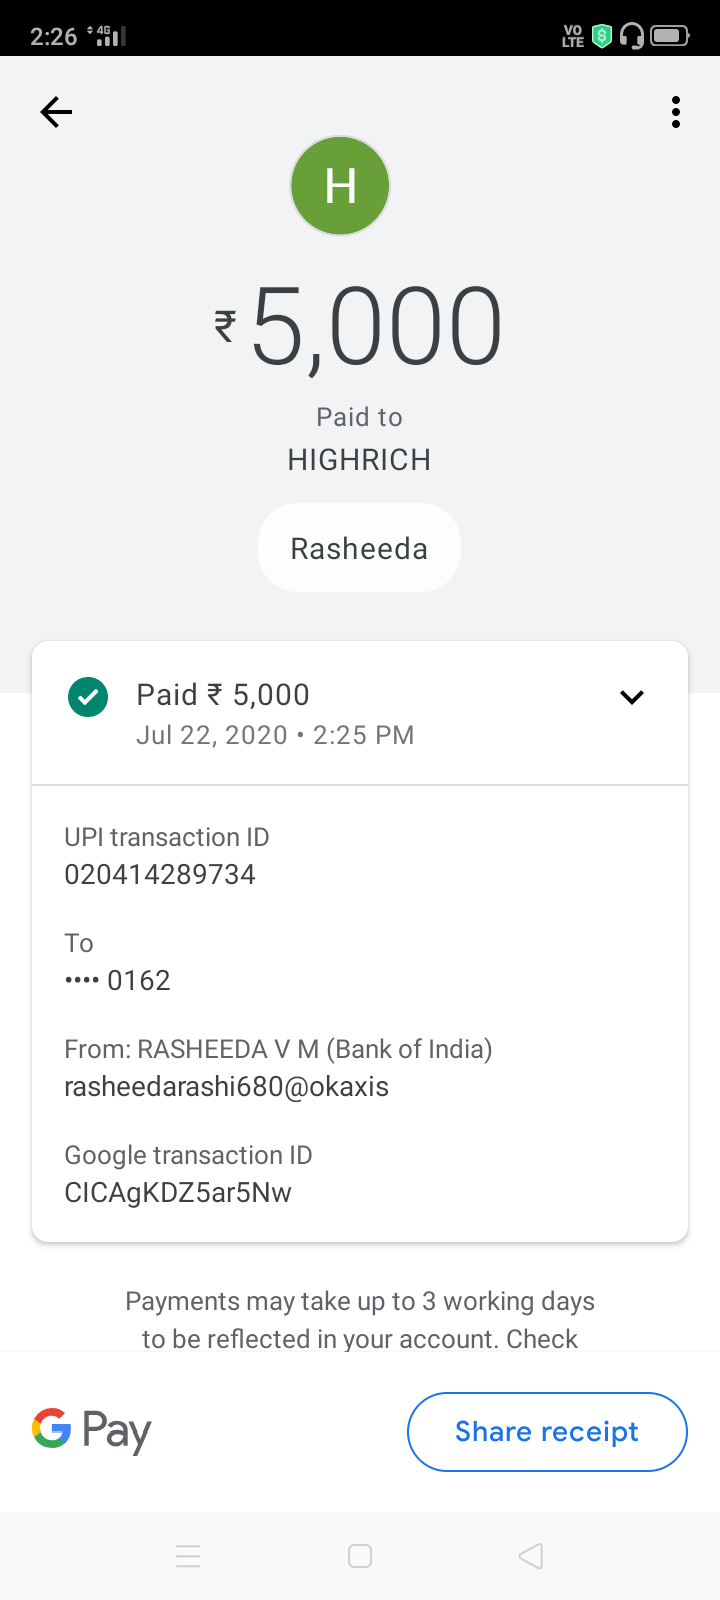 2:26 4G VO LTE
H
₹5,000
Paid to
HIGHRICH
Rasheeda
Paid ₹ 5,000
Jul 22, 2020 • 2:25 PM
UPI transaction ID
020414289734
To
•••• 0162
From: RASHEEDA V M (Bank of India)
rasheedarashi680@okaxis
Google transaction ID
CICAgKDZ5ar5Nw
Payments may take up to 3 working days
to be reflected in your account. Check
G Pay
Share receipt